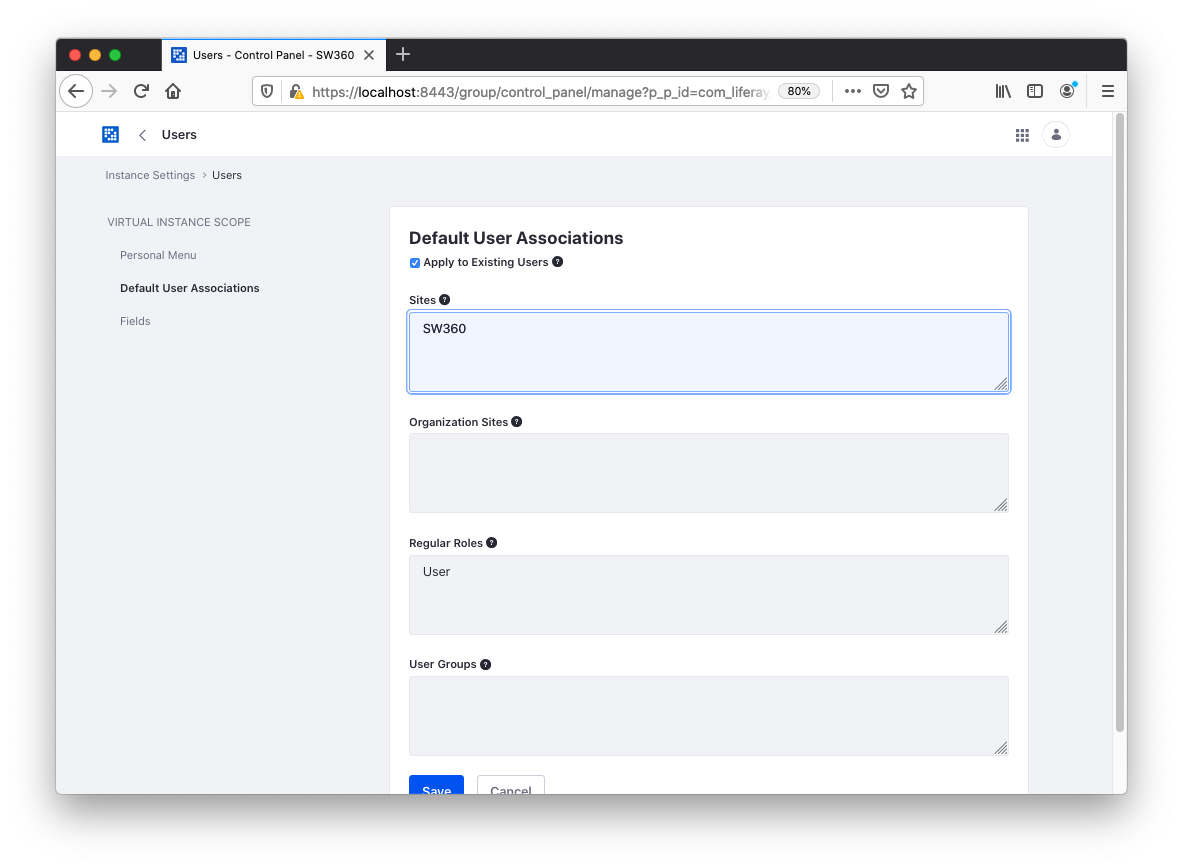 Users - Control Panel - SW360
https://localhost:8443/group/control_panel/manage?p_p_id=com_liferay
80%
Users
Instance Settings > Users
VIRTUAL INSTANCE SCOPE
Personal Menu
Default User Associations
Fields
Default User Associations
Apply to Existing Users
Sites
SW360
Organization Sites
Regular Roles
User
User Groups
Save
Cancel